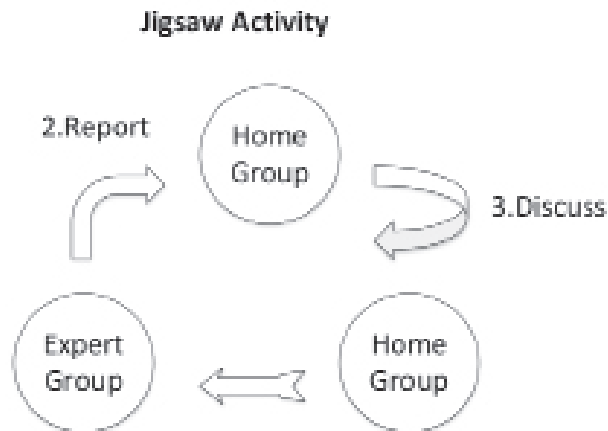 Jigsaw Activity
2.Report
Home
Group
3.Discuss
Expert
Group
Home
Group